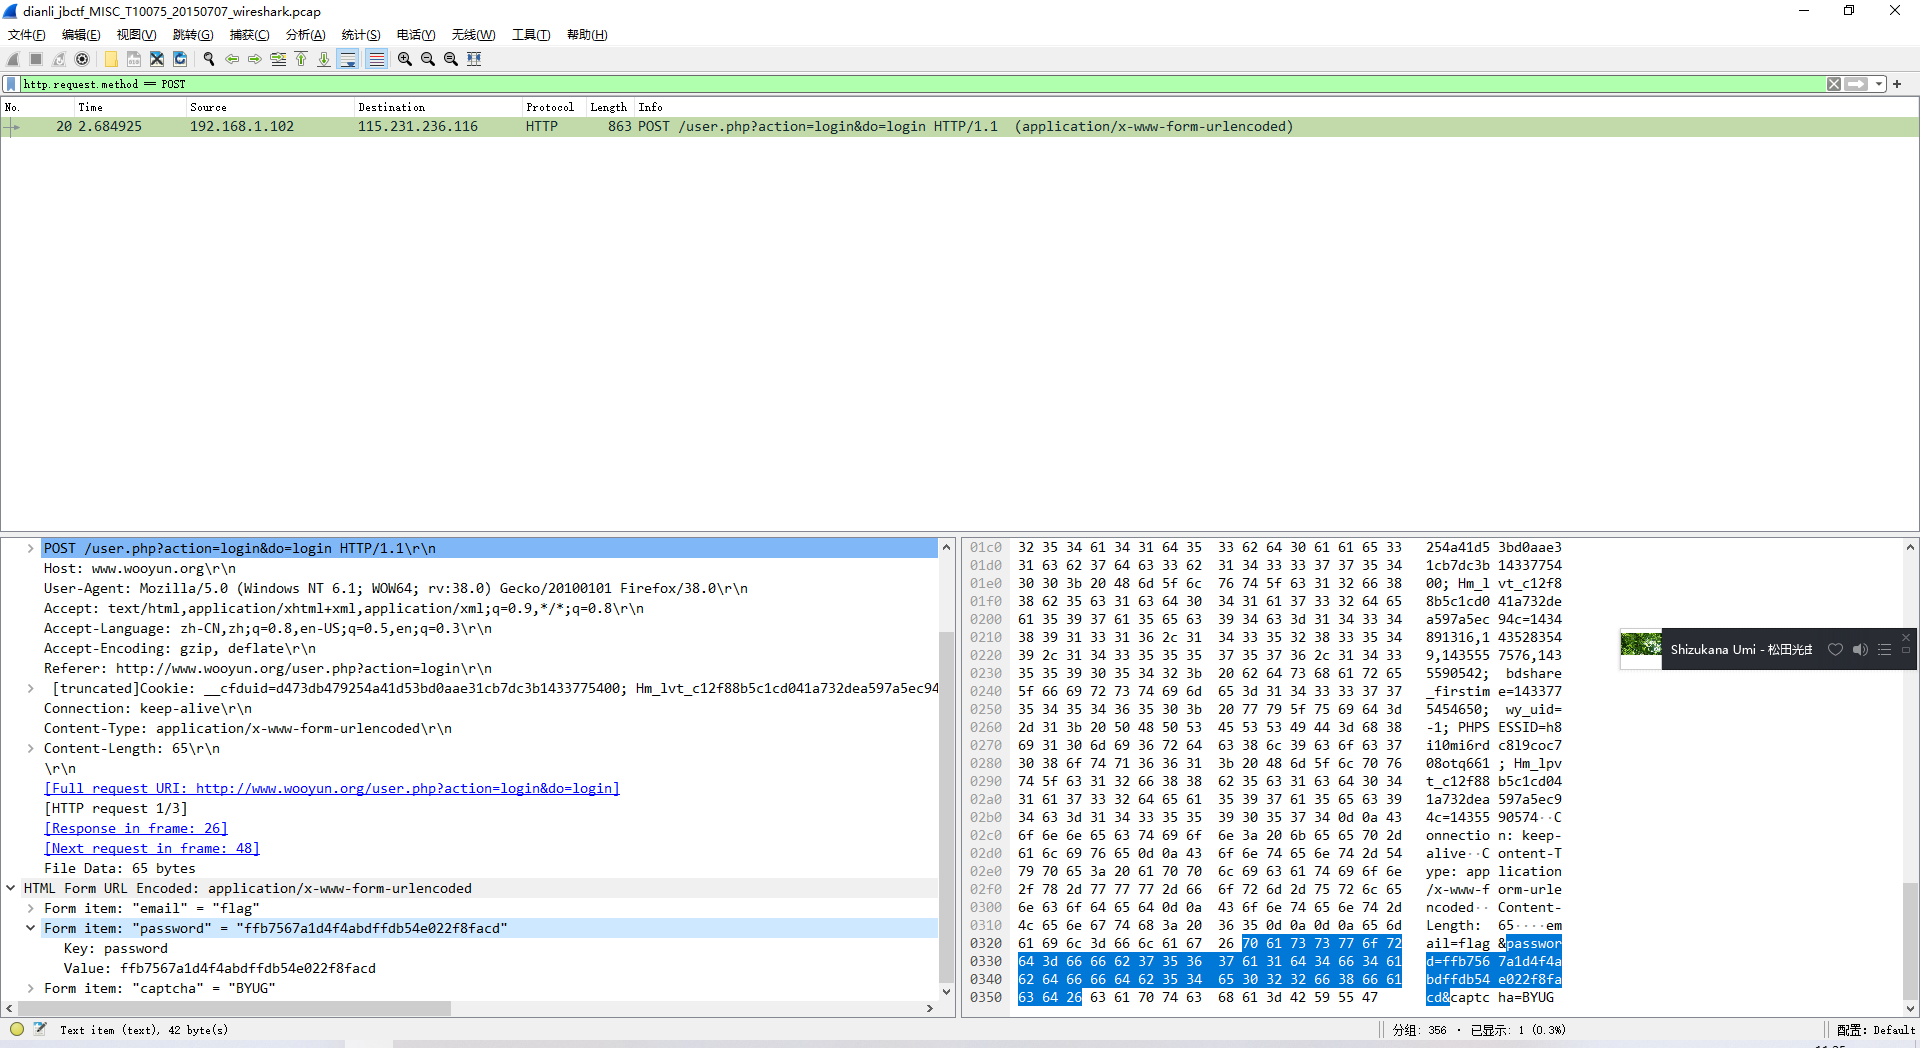 dianli_jbctf_MISC_T10075_20150707_wireshark.pcap
文件(F) 编辑(E) 视图(V) 跳转(G) 捕获(C) 分析(A) 统计(S) 电话(Y) 无线(W) 工具(T) 帮助(H)
http.request.method == POST
No. Time Source Destination Protocol Length Info
20 2.684925 192.168.1.102 115.231.236.116 HTTP 863 POST /user.php?action=login&do=login HTTP/1.1 (application/x-www-form-urlencoded)
POST /user.php?action=login&do=login HTTP/1.1\r\n
Host: www.wooyun.org\r\n
User-Agent: Mozilla/5.0 (Windows NT 6.1; WOW64; rv:38.0) Gecko/20100101 Firefox/38.0\r\n
Accept: text/html,application/xhtml+xml,application/xml;q=0.9,*/*;q=0.8\r\n
Accept-Language: zh-CN,zh;q=0.8,en-US;q=0.5,en;q=0.3\r\n
Accept-Encoding: gzip, deflate\r\n
Referer: http://www.wooyun.org/user.php?action=login\r\n
[truncated]Cookie: __cfduid=d473db479254a41d53bd0aae31cb7dc3b1433775400; Hm_lvt_c12f88b5c1cd041a732dea597a5ec94
Connection: keep-alive\r\n
Content-Type: application/x-www-form-urlencoded\r\n
Content-Length: 65\r\n
\r\n
[Full request URI: http://www.wooyun.org/user.php?action=login&do=login]
[HTTP request 1/3]
[Response in frame: 26]
[Next request in frame: 48]
File Data: 65 bytes
HTML Form URL Encoded: application/x-www-form-urlencoded
Form item: "email" = "flag"
Form item: "password" = "ffb7567a1d4f4abdffdb54e022f8facd"
Key: password
Value: ffb7567a1d4f4abdffdb54e022f8facd
Form item: "captcha" = "BYUG"
01c0 32 35 34 61 34 31 64 35 33 62 64 30 61 61 65 33 254a41d5 3bd0aae3
01d0 31 63 62 37 64 63 33 62 31 34 33 33 37 37 35 34 1cb7dc3b 14337754
01e0 30 30 3b 20 48 6d 5f 6c 76 74 5f 63 31 32 66 38 00; Hm_l vt_c12f8
01f0 38 62 35 63 31 63 64 30 34 31 61 37 33 32 64 65 8b5c1cd0 41a732de
0200 61 35 39 37 61 35 65 63 39 34 63 3d 31 34 33 34 a597a5ec 94c=1434
0210 38 39 31 33 31 36 2c 31 34 33 35 32 38 33 35 34 891316,1 43528354
0220 39 2c 31 34 33 35 35 35 37 35 37 36 2c 31 34 33 9,143555 7576,143
0230 35 35 39 30 35 34 32 3b 20 62 64 73 68 61 72 65 5590542; bdshare
0240 5f 66 69 72 73 74 69 6d 65 3d 31 34 33 33 37 37 _firstim e=143377
0250 35 34 35 34 36 35 30 3b 20 77 79 5f 75 69 64 3d 5454650; wy_uid=
0260 2d 31 3b 20 50 48 50 53 45 53 53 49 44 3d 68 38 -1; PHPS ESSID=h8
0270 69 31 30 6d 69 36 72 64 63 38 6c 39 63 6f 63 37 i10mi6rd c8l9coc7
0280 30 38 6f 74 71 36 36 31 3b 20 48 6d 5f 6c 70 76 08otq661 ; Hm_lpv
0290 74 5f 63 31 32 66 38 38 62 35 63 31 63 64 30 34 t_c12f88 b5c1cd04
02a0 31 61 37 33 32 64 65 61 35 39 37 61 35 65 63 39 1a732dea 597a5ec9
02b0 34 63 3d 31 34 33 35 35 39 30 35 37 34 0d 0a 43 4c=14355 90574··C
02c0 6f 6e 6e 65 63 74 69 6f 6e 3a 20 6b 65 65 70 2d onnectio n: keep-
02d0 61 6c 69 76 65 0d 0a 43 6f 6e 74 65 6e 74 2d 54 alive··C ontent-T
02e0 79 70 65 3a 20 61 70 70 6c 69 63 61 74 69 6f 6e ype: app lication
02f0 2f 78 2d 77 77 77 2d 66 6f 72 6d 2d 75 72 6c 65 /x-www-f orm-urle
0300 6e 63 6f 64 65 64 0d 0a 43 6f 6e 74 65 6e 74 2d ncoded·· Content-
0310 4c 65 6e 67 74 68 3a 20 36 35 0d 0a 0d 0a 65 6d Length: 65····em
0320 61 69 6c 3d 66 6c 61 67 26 70 61 73 73 77 6f 72 ail=flag &passwor
0330 64 3d 66 66 62 37 35 36 37 61 31 64 34 66 34 61 d=ffb756 7a1d4f4a
0340 62 64 66 66 64 62 35 34 65 30 32 32 66 38 66 61 bdffdb54 e022f8fa
0350 63 64 26 63 61 70 74 63 68 61 3d 42 59 55 47 cd&captc ha=BYUG
Shizukana Umi - 松田光由
Text item (text), 42 byte(s)
分组: 356 · 已显示: 1 (0.3%)
配置: Default